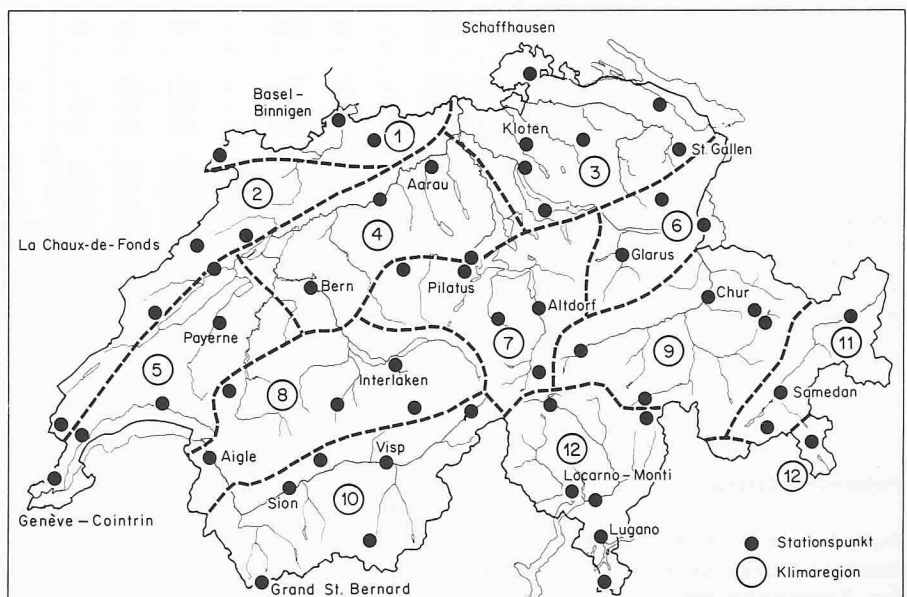 Schaffhausen
Basel-
Binnigen
1
Kloten
3
St. Gallen
2
Aarau
La Chaux-de-Fonds
4
6
Glarus
Bern
Pilatus
Altdorf
Chur
Payerne
5
7
9
11
8
Interlaken
Samedan
Aigle
Visp
12
12
Sion
10
Locarno-Monti
Lugano
Genève-Cointrin
Grand St. Bernard
Stationspunkt
Klimaregion